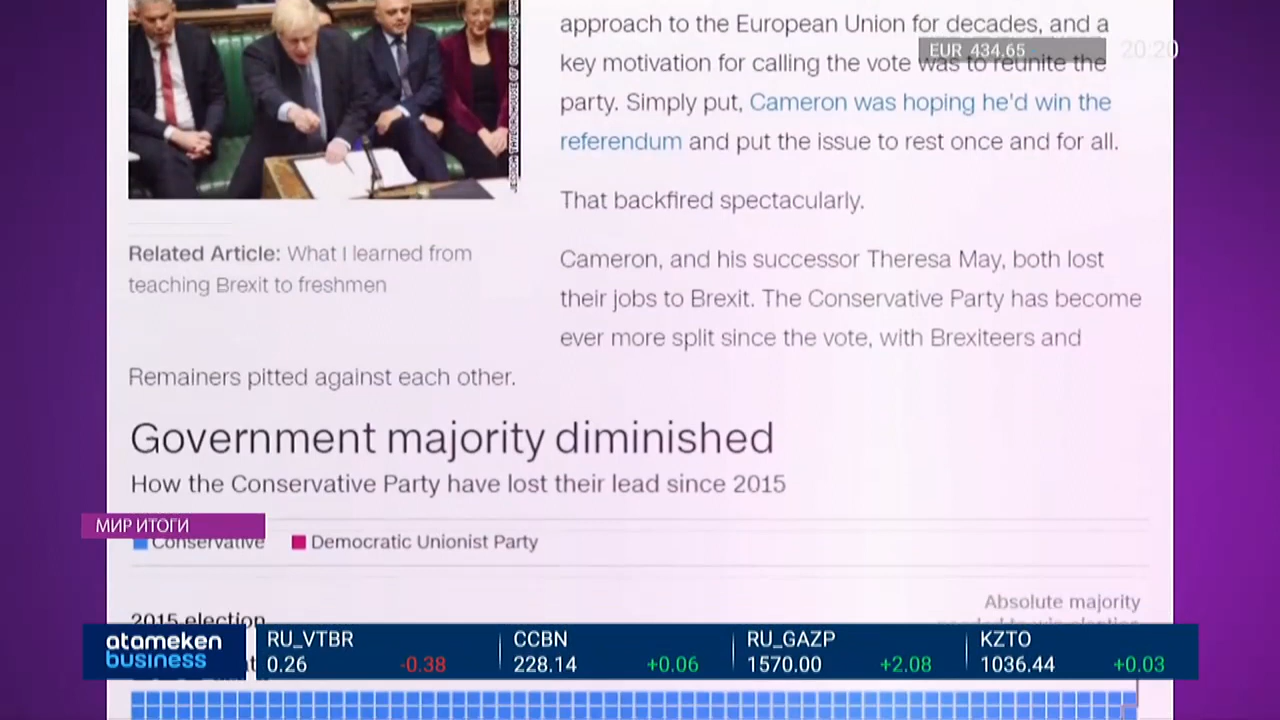 approach to the European Union for decades, and a
EUR 434.65
20:20
key motivation for calling the vote was to reunite the
party. Simply put, Cameron was hoping he'd win the
referendum and put the issue to rest once and for all.
That backfired spectacularly.
Related Article: What I learned from
teaching Brexit to freshmen
Cameron, and his successor Theresa May, both lost
their jobs to Brexit. The Conservative Party has become
ever more split since the vote, with Brexiteers and
Remainers pitted against each other.
Government majority diminished
How the Conservative Party have lost their lead since 2015
МИР ИТОГИ
Conservative
Democratic Unionist Party
2015 election
Absolute majority
atameken
business
RU_VTBR
0.26 -0.38
CCBN
228.14 +0.06
RU_GAZP
1570.00 +2.08
KZTO
1036.44 +0.03